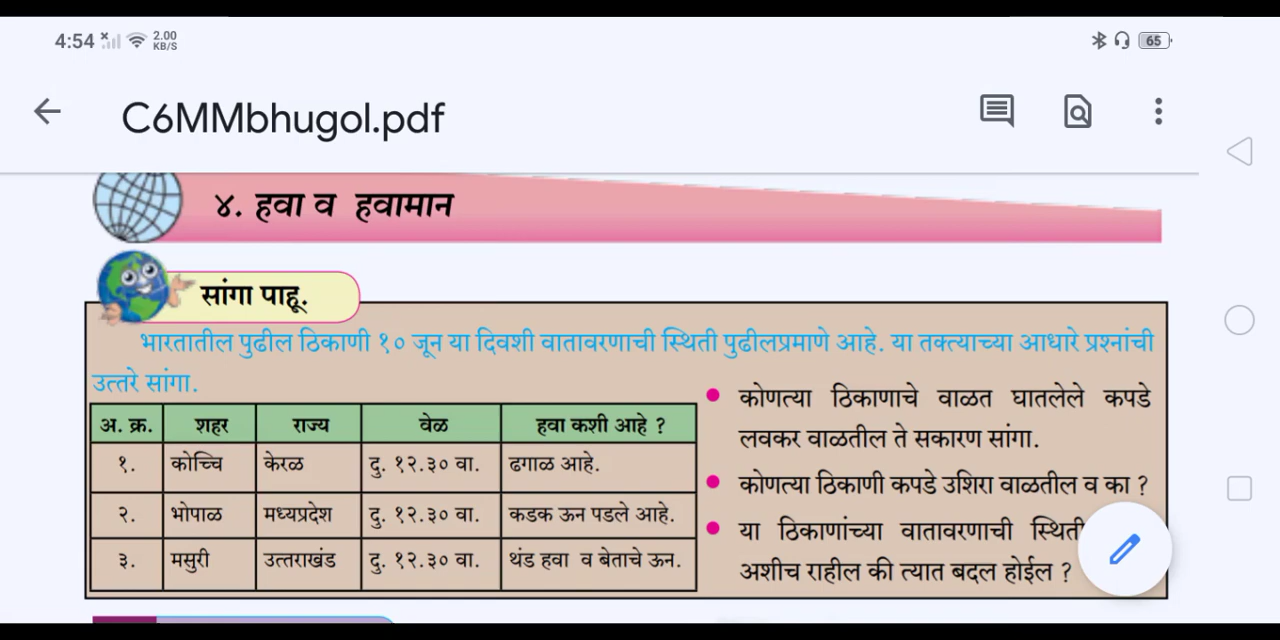 4:54 2.00 KB/S 65
C6MMbhugol.pdf
४. हवा व हवामान
सांगा पाहू.
भारतातील पुढील ठिकाणी १० जून या दिवशी वातावरणाची स्थिती पुढीलप्रमाणे आहे. या तक्त्याच्या आधारे प्रश्नांची
उत्तरे सांगा.
अ. क्र. शहर राज्य वेळ हवा कशी आहे ?
१. कोच्चि केरळ दु. १२.३० वा. ढगाळ आहे.
२. भोपाळ मध्यप्रदेश दु. १२.३० वा. कडक ऊन पडले आहे.
३. मसुरी उत्तराखंड दु. १२.३० वा. थंड हवा व बेताचे ऊन.
• कोणत्या ठिकाणाचे वाळत घातलेले कपडे
लवकर वाळतील ते सकारण सांगा.
• कोणत्या ठिकाणी कपडे उशिरा वाळतील व का ?
• या ठिकाणांच्या वातावरणाची स्थिती
अशीच राहील की त्यात बदल होईल ?